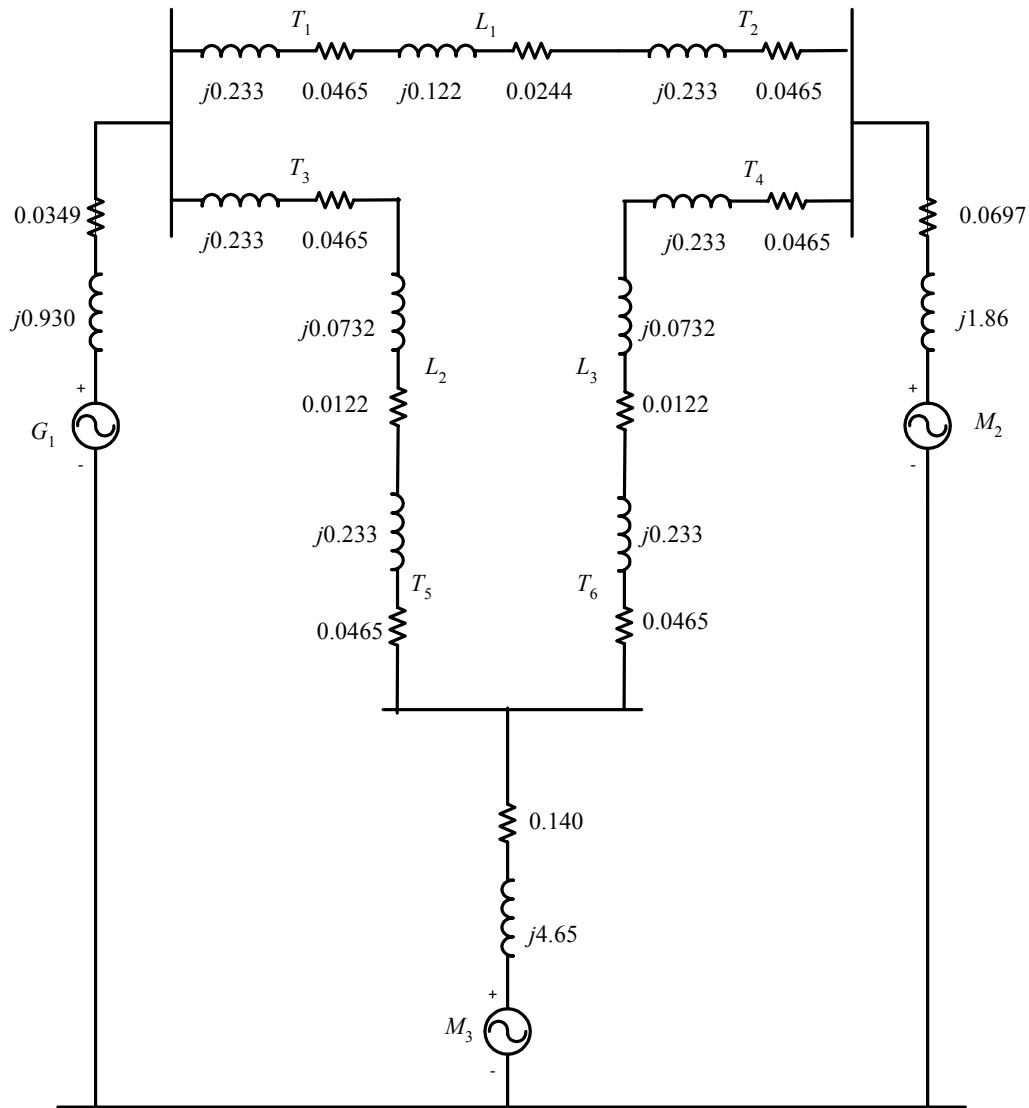 T₁ L₁ T₂
j0.233 0.0465 j0.122 0.0244 j0.233 0.0465
T₃ T₄
j0.233 0.0465 j0.233 0.0465
0.0349 0.0697
j0.930 j0.0732 j0.0732 j1.86
L₂ L₃
+ 0.0122 0.0122 +
G₁ M₂
- -
j0.233 j0.233
T₅ T₆
0.0465 0.0465
0.140
j4.65
+
M₃
-